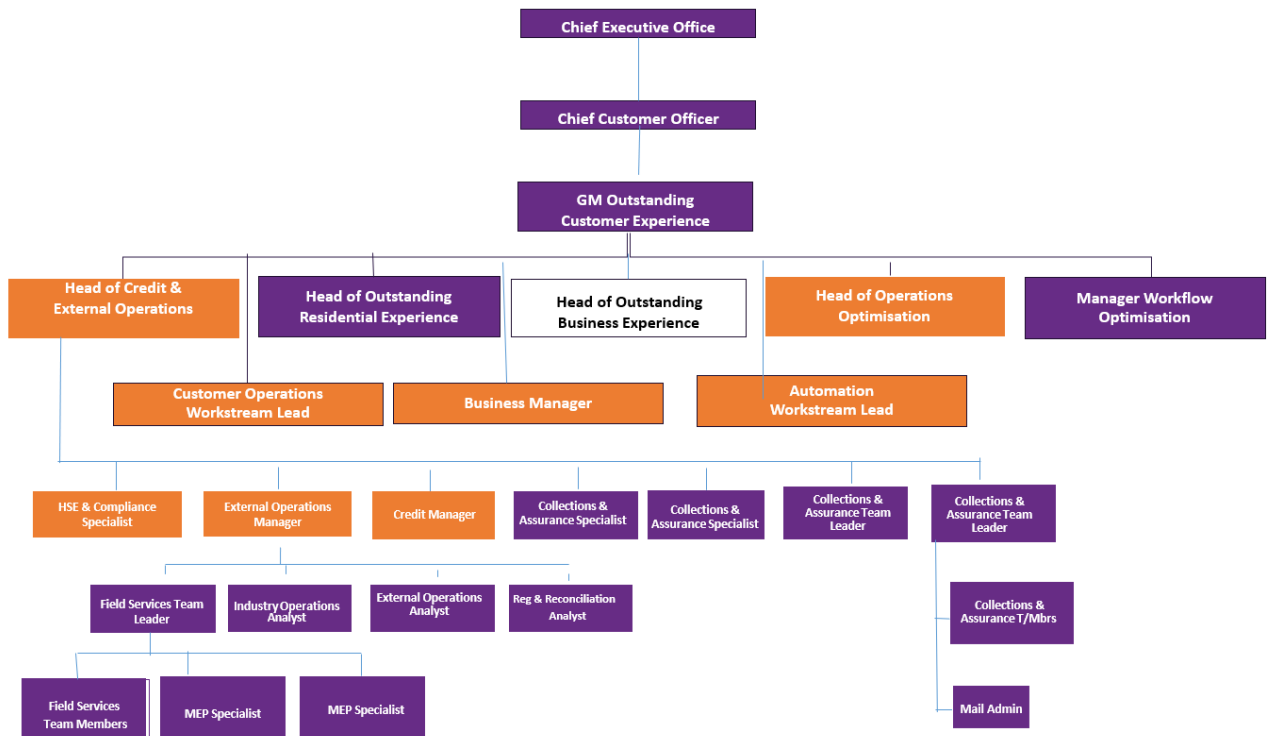 Chief Executive Office
Chief Customer Officer
GM Outstanding
Customer Experience
Head of Credit &
External Operations
Head of Outstanding
Residential Experience
Head of Outstanding
Business Experience
Head of Operations
Optimisation
Manager Workflow
Optimisation
Customer Operations
Workstream Lead
Business Manager
Automation
Workstream Lead
HSE & Compliance
Specialist
External Operations
Manager
Credit Manager
Collections &
Assurance Specialist
Collections &
Assurance Specialist
Collections &
Assurance Team
Leader
Collections &
Assurance Team
Leader
Field Services Team
Leader
Industry Operations
Analyst
External Operations
Analyst
Reg & Reconciliation
Analyst
Collections &
Assurance T/Mbrs
Field Services
Team Members
MEP Specialist
MEP Specialist
Mail Admin